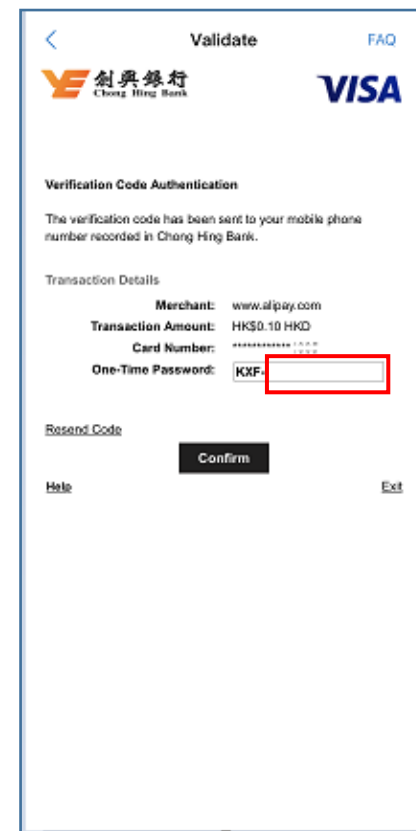 Validate
FAQ
創興銀行
Chong Hing Bank
VISA
Verification Code Authentication
The verification code has been sent to your mobile phone
number recorded in Chong Hing Bank.
Transaction Details
Merchant: www.alipay.com
Transaction Amount: HK$0.10 HKD
Card Number: ************
One-Time Password: KXF-
Resend Code
Confirm
Help
Exit